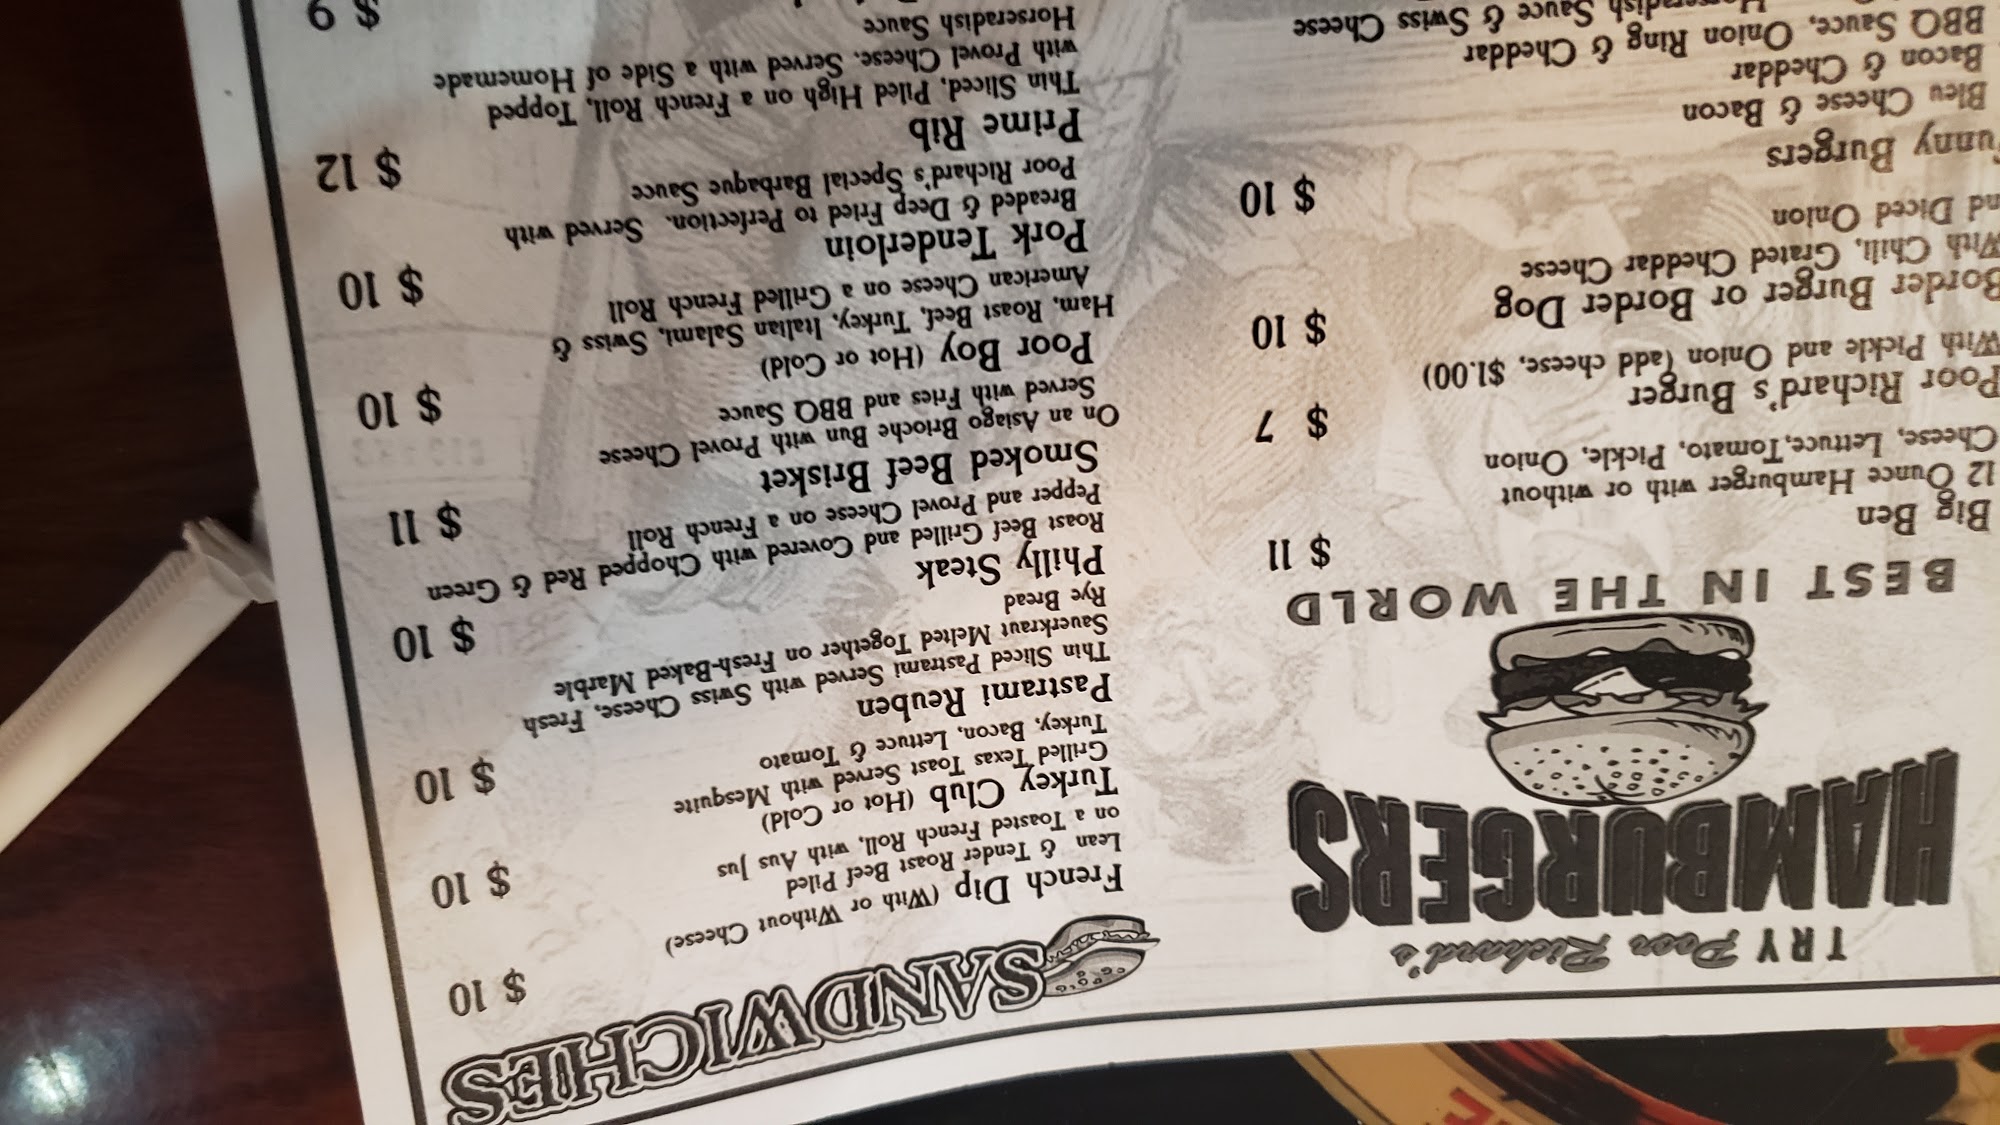 TRY Poor Richard's
HAMBURGERS
BEST IN THE WORLD
Big Ben $ 11
12 Ounce Hamburger with or without
Cheese, Lettuce, Tomato, Pickle, Onion
Poor Richard's Burger $ 7
With Pickle and Onion (add cheese, $1.00)
Border Burger or Border Dog $ 10
With Chili, Grated Cheddar Cheese
nd Diced Onion
unny Burgers $ 10
Bleu Cheese & Bacon
Bacon & Cheddar
BBQ Sauce, Onion Ring & Cheddar
Horseradish Sauce & Swiss Cheese
SANDWICHES
French Dip (With or Without Cheese) $ 10
Lean & Tender Roast Beef Piled
on a Toasted French Roll, with Aus Jus
Turkey Club (Hot or Cold) $ 10
Grilled Texas Toast Served with Mesquite
Turkey, Bacon, Lettuce & Tomato
Pastrami Reuben $ 10
Thin Sliced Pastrami Served with Swiss Cheese, Fresh
Sauerkraut Melted Together on Fresh-Baked Marble
Rye Bread
Philly Steak $ 10
Roast Beef Grilled and Covered with Chopped Red & Green
Pepper and Provel Cheese on a French Roll
Smoked Beef Brisket $ 11
On an Asiago Brioche Bun with Provel Cheese
Served with Fries and BBQ Sauce
Poor Boy (Hot or Cold) $ 10
Ham, Roast Beef, Turkey, Italian Salami, Swiss &
American Cheese on a Grilled French Roll
Pork Tenderloin $ 10
Breaded & Deep Fried to Perfection. Served with
Poor Richard's Special Barbaque Sauce
Prime Rib $ 12
Thin Sliced, Piled High on a French Roll, Topped
with Provel Cheese. Served with a Side of Homemade
Horseradish Sauce
$ 9